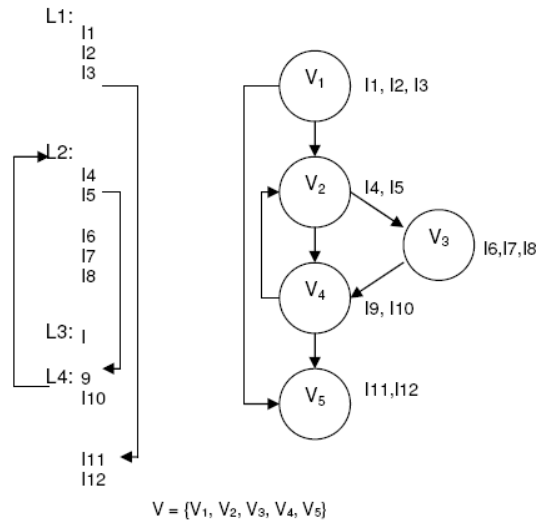 L1:
I1
I2
I3
L2:
I4
I5
I6
I7
I8
L3: I
L4: 9
I10
I11
I12
V1 I1, I2, I3
V2 I4, I5
V3 I6,I7,I8
V4 I9, I10
V5 I11,I12
V = {V1, V2, V3, V4, V5}